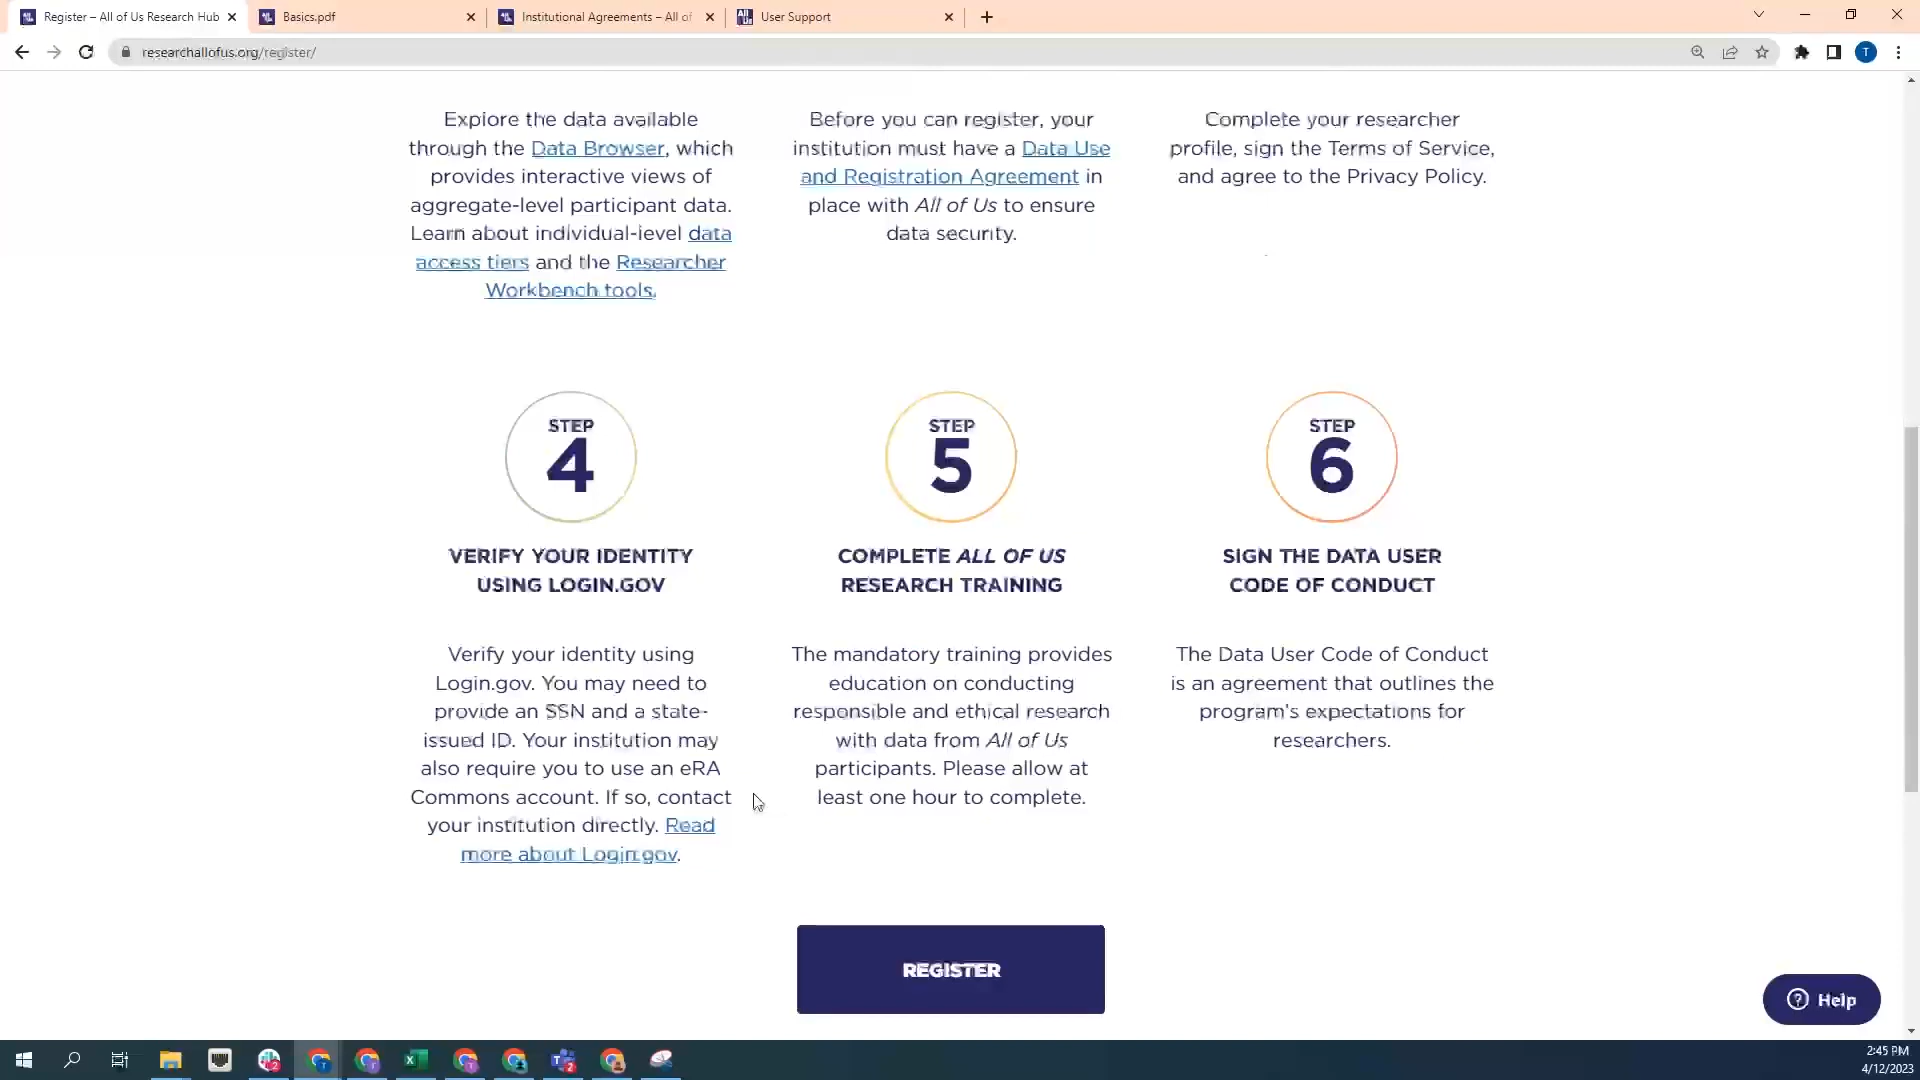 Register – All of Us Research Hub
Basics.pdf
Institutional Agreements – All of
User Support
researchallofus.org/register/
T
Explore the data available
through the Data Browser, which
provides interactive views of
aggregate-level participant data.
Learn about individual-level data
access tiers and the Researcher
Workbench tools.
Before you can register, your
institution must have a Data Use
and Registration Agreement in
place with All of Us to ensure
data security.
Complete your researcher
profile, sign the Terms of Service,
and agree to the Privacy Policy.
STEP
4
VERIFY YOUR IDENTITY
USING LOGIN.GOV
Verify your identity using
Login.gov. You may need to
provide an SSN and a state-
issued ID. Your institution may
also require you to use an eRA
Commons account. If so, contact
your institution directly. Read
more about Login.gov.
STEP
5
COMPLETE ALL OF US
RESEARCH TRAINING
The mandatory training provides
education on conducting
responsible and ethical research
with data from All of Us
participants. Please allow at
least one hour to complete.
STEP
6
SIGN THE DATA USER
CODE OF CONDUCT
The Data User Code of Conduct
is an agreement that outlines the
program's expectations for
researchers.
REGISTER
Help
2:45 PM
4/12/2023